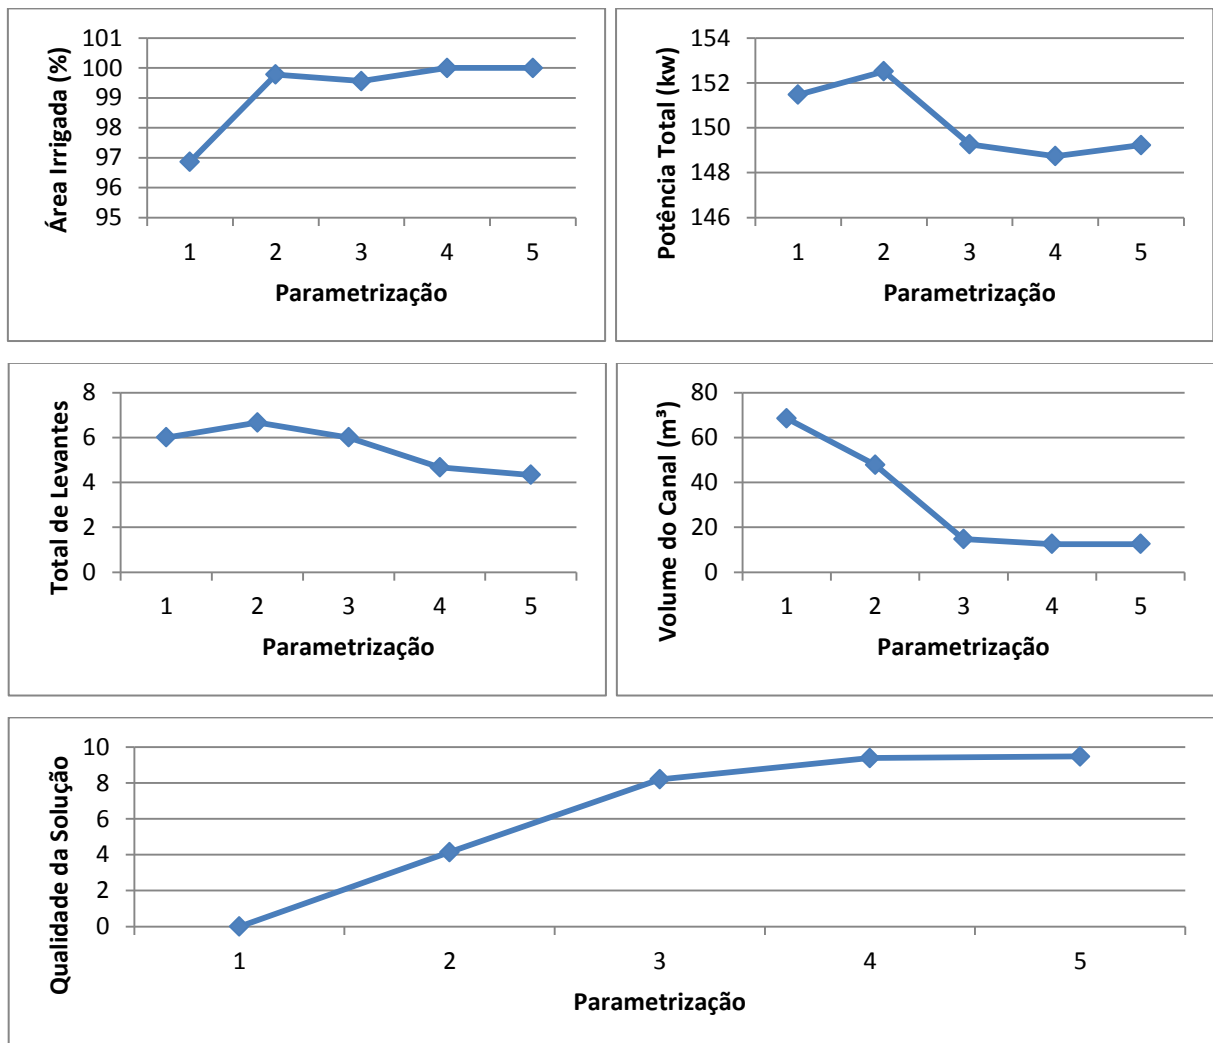 Área Irrigada (%)
101
100
99
98
97
96
95
1 2 3 4 5
Parametrização
Potência Total (kw)
154
152
150
148
146
1 2 3 4 5
Parametrização
Total de Levantes
8
6
4
2
0
1 2 3 4 5
Parametrização
Volume do Canal (m³)
80
60
40
20
0
1 2 3 4 5
Parametrização
Qualidade da Solução
10
8
6
4
2
0
1 2 3 4 5
Parametrização